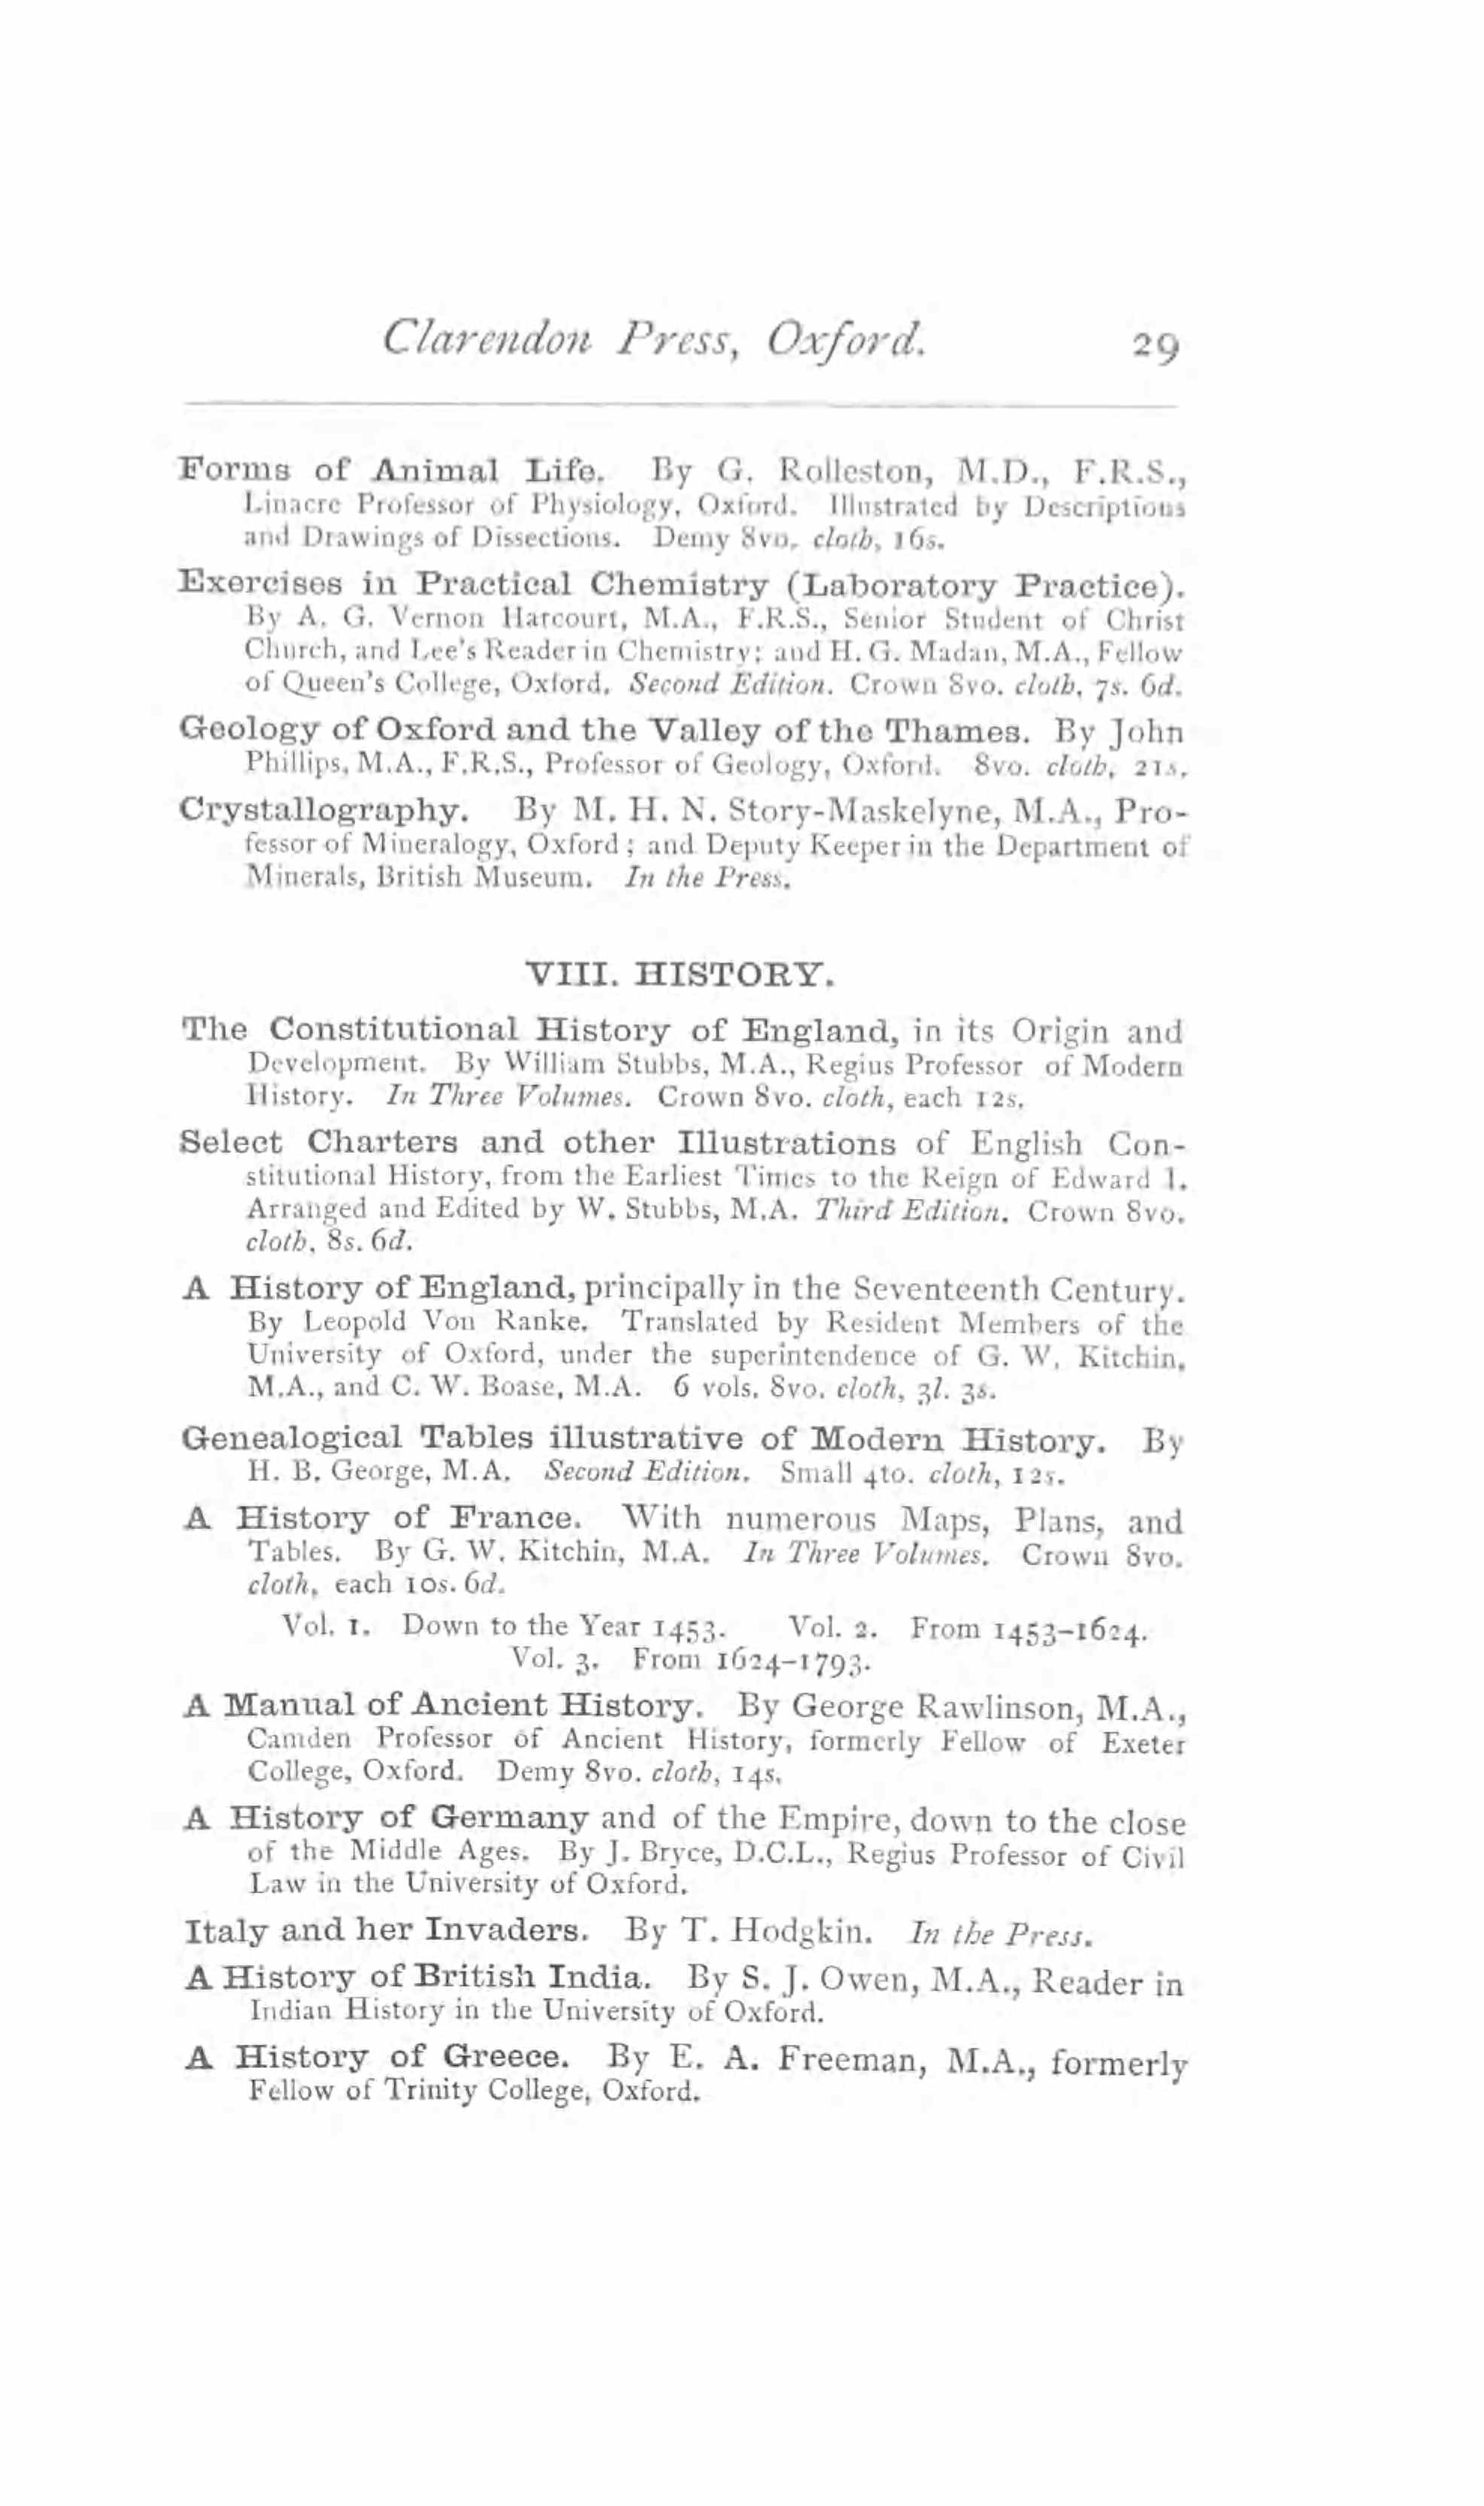 Clarendon Press, Oxford. 29
Forms of Animal Life. By G. Rolleston, M.D., F.R.S.,
Linacre Professor of Physiology, Oxford. Illustrated by Descriptions
and Drawings of Dissections. Demy 8vo. cloth, 16s.
Exercises in Practical Chemistry (Laboratory Practice).
By A. G. Vernon Harcourt, M.A., F.R.S., Senior Student of Christ
Church, and Lee's Reader in Chemistry; and H. G. Madan, M.A., Fellow
of Queen's College, Oxford. Second Edition. Crown 8vo. cloth, 7s. 6d.
Geology of Oxford and the Valley of the Thames. By John
Phillips, M.A., F.R.S., Professor of Geology, Oxford. 8vo. cloth, 21s.
Crystallography. By M. H. N. Story-Maskelyne, M.A., Pro-
fessor of Mineralogy, Oxford; and Deputy Keeper in the Department of
Minerals, British Museum. In the Press.
VIII. HISTORY.
The Constitutional History of England, in its Origin and
Development. By William Stubbs, M.A., Regius Professor of Modern
History. In Three Volumes. Crown 8vo. cloth, each 12s.
Select Charters and other Illustrations of English Con-
stitutional History, from the Earliest Times to the Reign of Edward I.
Arranged and Edited by W. Stubbs, M.A. Third Edition. Crown 8vo.
cloth, 8s. 6d.
A History of England, principally in the Seventeenth Century.
By Leopold Von Ranke. Translated by Resident Members of the
University of Oxford, under the superintendence of G. W. Kitchin,
M.A., and C. W. Boase, M.A. 6 vols. 8vo. cloth, 3l. 3s.
Genealogical Tables illustrative of Modern History. By
H. B. George, M.A. Second Edition. Small 4to. cloth, 12s.
A History of France. With numerous Maps, Plans, and
Tables. By G. W. Kitchin, M.A. In Three Volumes. Crown 8vo.
cloth, each 10s. 6d.
Vol. 1. Down to the Year 1453. Vol. 2. From 1453-1624.
Vol. 3. From 1624-1793.
A Manual of Ancient History. By George Rawlinson, M.A.,
Camden Professor of Ancient History, formerly Fellow of Exeter
College, Oxford. Demy 8vo. cloth, 14s.
A History of Germany and of the Empire, down to the close
of the Middle Ages. By J. Bryce, D.C.L., Regius Professor of Civil
Law in the University of Oxford.
Italy and her Invaders. By T. Hodgkin. In the Press.
A History of British India. By S. J. Owen, M.A., Reader in
Indian History in the University of Oxford.
A History of Greece. By E. A. Freeman, M.A., formerly
Fellow of Trinity College, Oxford.